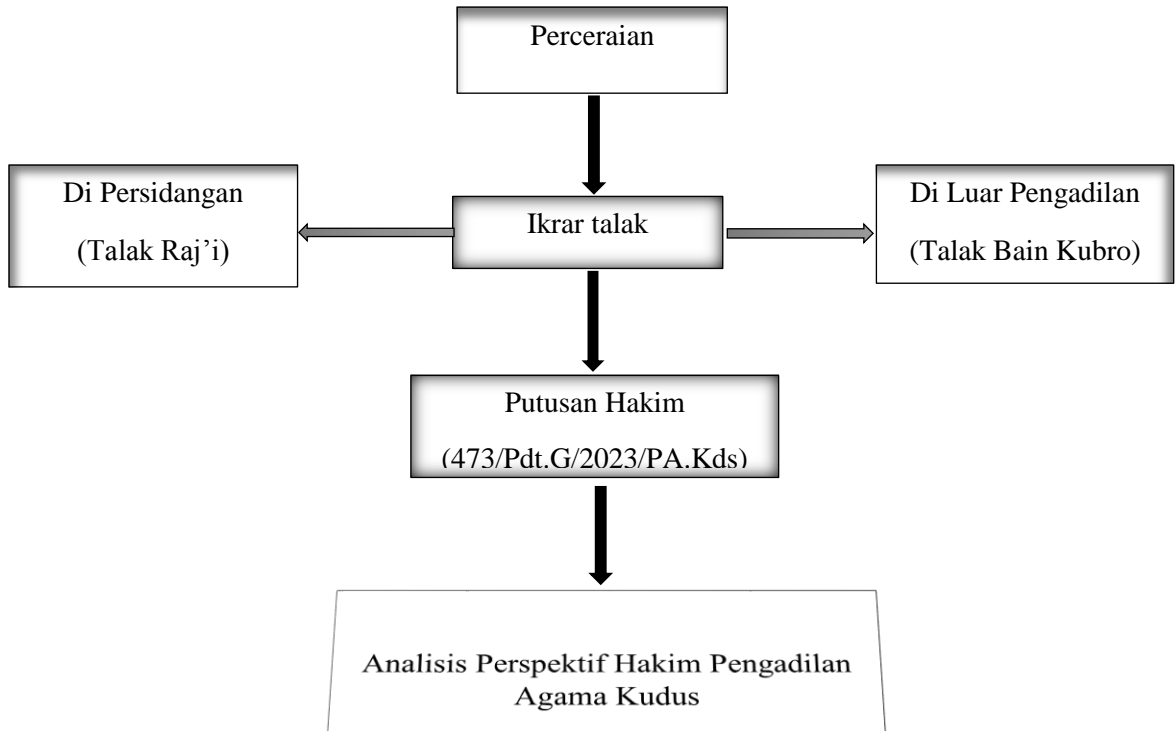 Perceraian
Di Persidangan
(Talak Raj’i)
Ikrar talak
Di Luar Pengadilan
(Talak Bain Kubro)
Putusan Hakim
(473/Pdt.G/2023/PA.Kds)
Analisis Perspektif Hakim Pengadilan
Agama Kudus